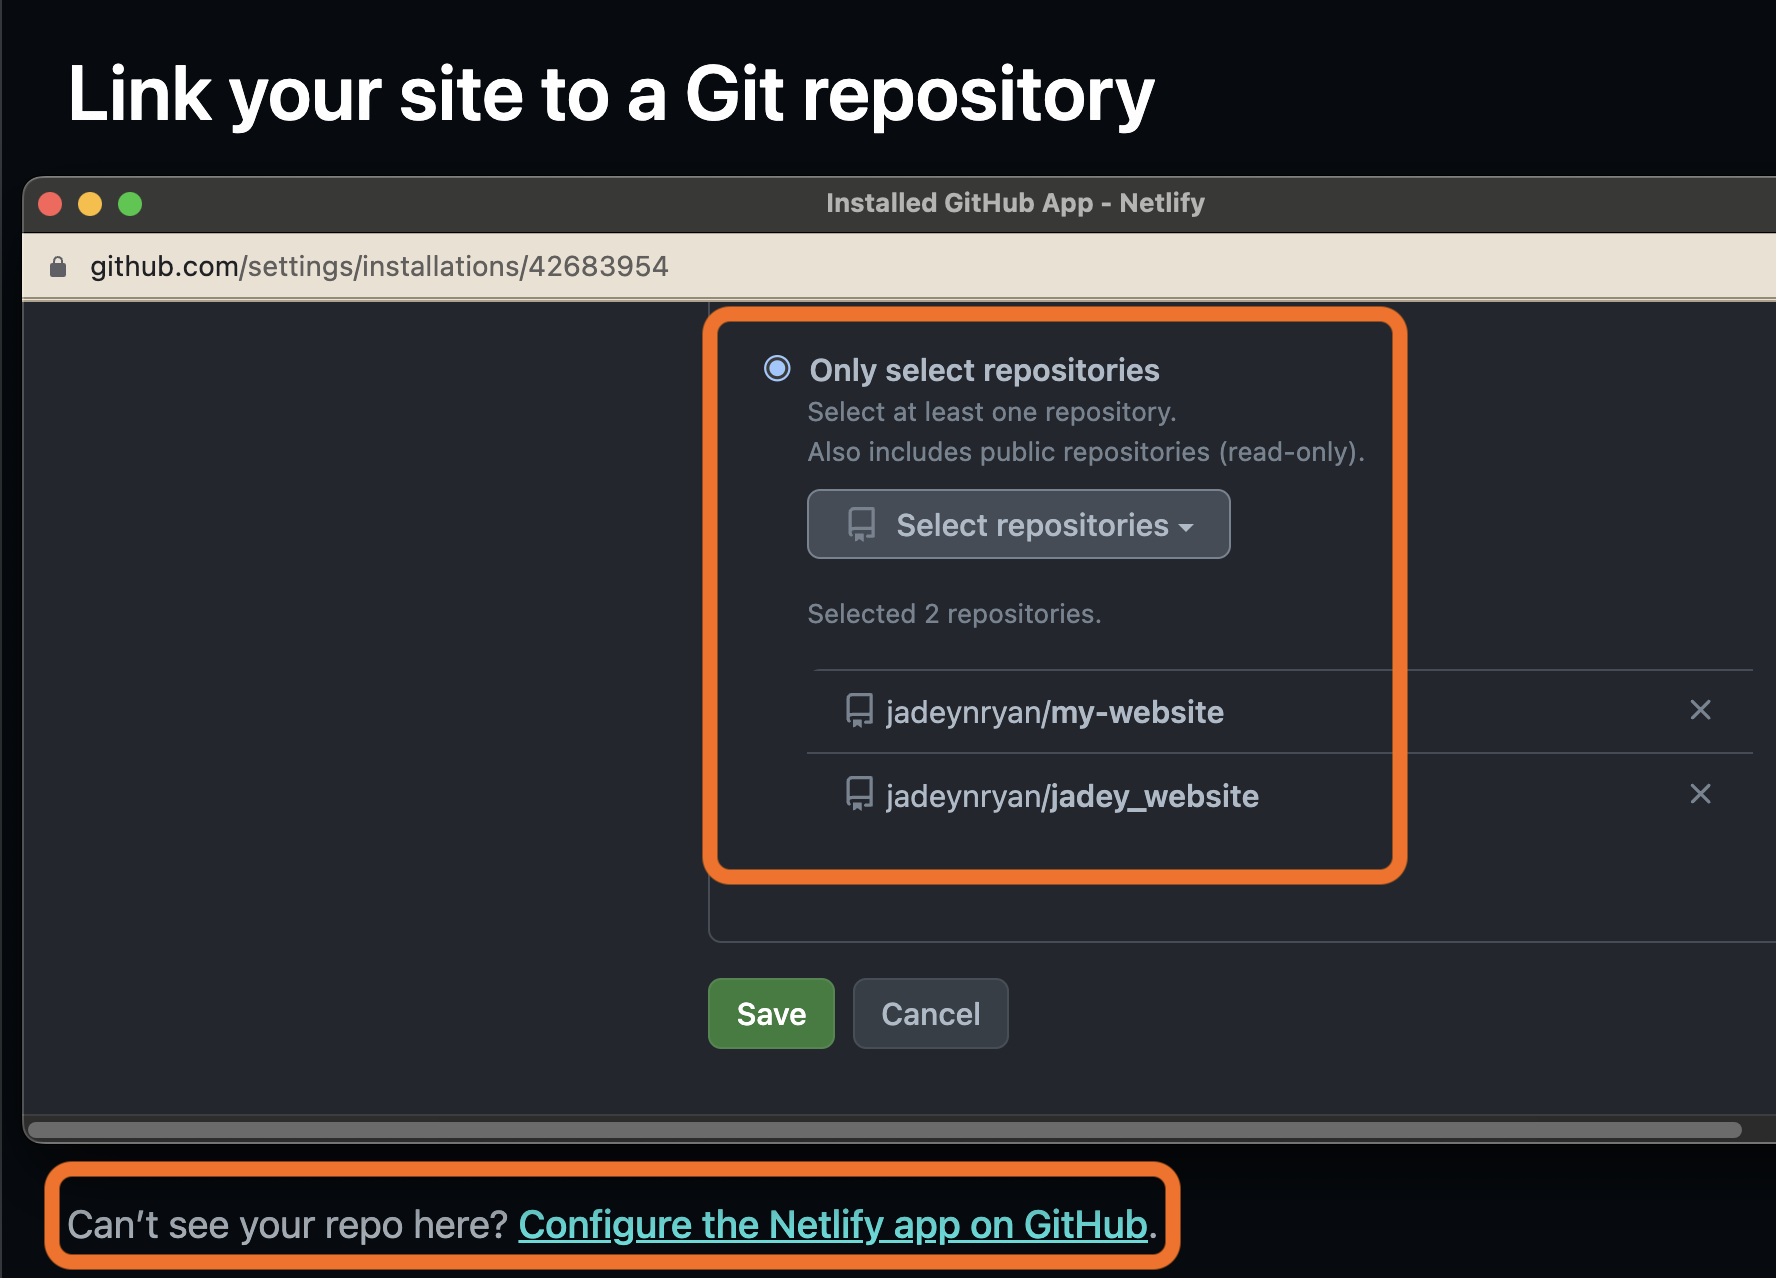 Link your site to a Git repository
Installed GitHub App - Netlify
github.com/settings/installations/42683954
Only select repositories
Select at least one repository.
Also includes public repositories (read-only).
Select repositories
Selected 2 repositories.
jadeynryan/my-website
jadeynryan/jadey_website
Save Cancel
Can't see your repo here? Configure the Netlify app on GitHub.